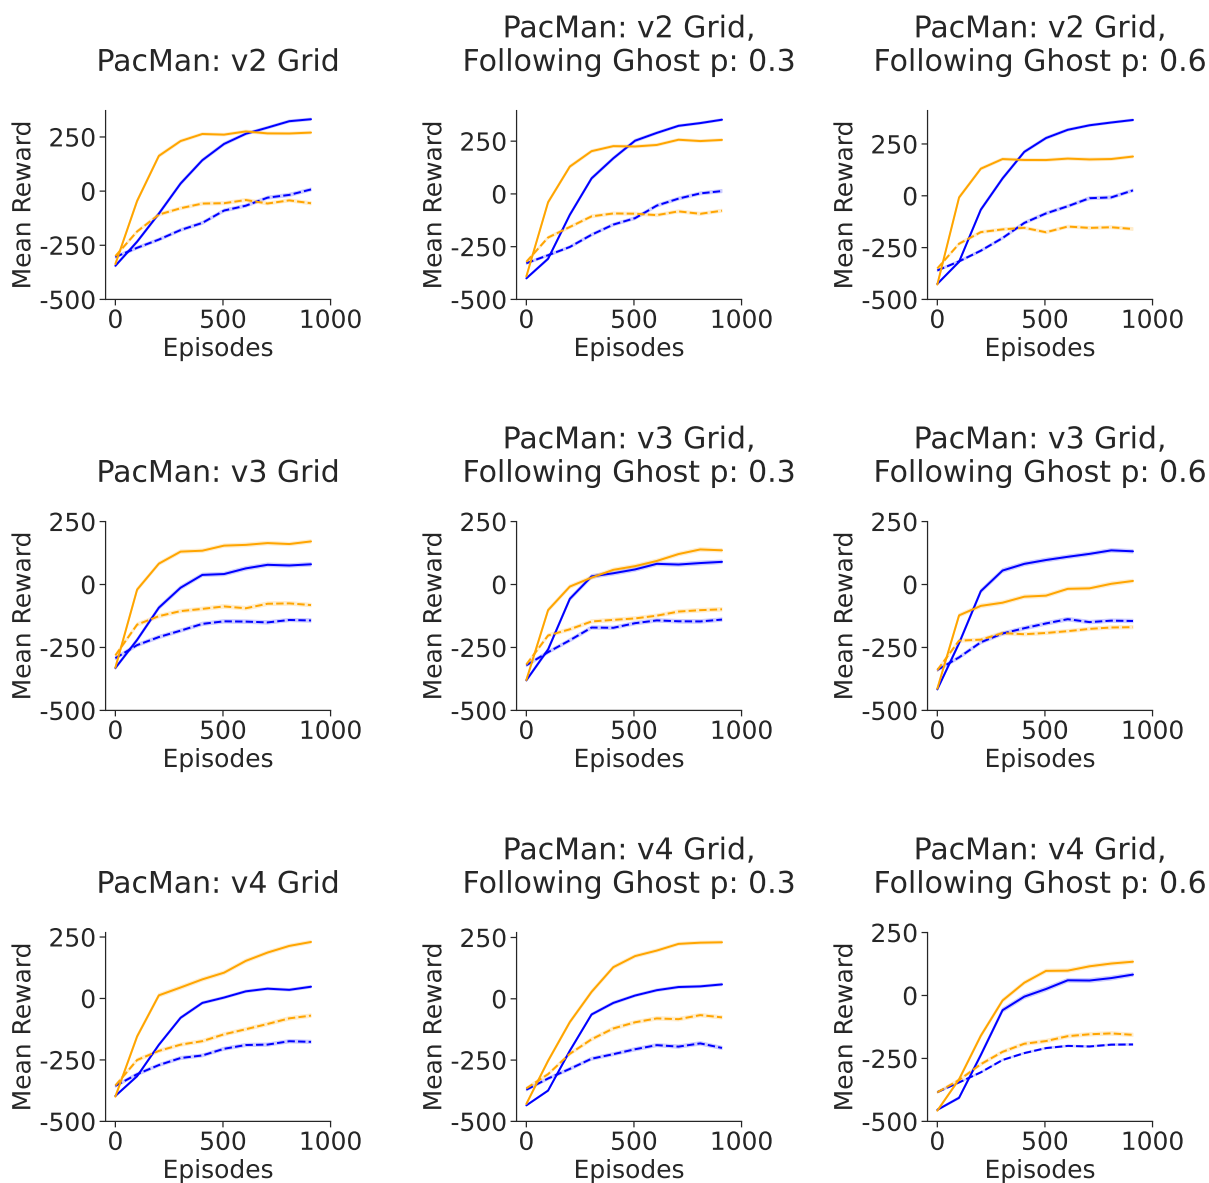 PacMan: v2 Grid
250
0
-250
-500
Mean Reward
0
500
1000
Episodes
PacMan: v2 Grid,
Following Ghost p: 0.3
250
0
-250
-500
Mean Reward
0
500
1000
Episodes
PacMan: v2 Grid,
Following Ghost p: 0.6
250
0
-250
-500
Mean Reward
0
500
1000
Episodes
PacMan: v3 Grid
250
0
-250
-500
Mean Reward
0
500
1000
Episodes
PacMan: v3 Grid,
Following Ghost p: 0.3
250
0
-250
-500
Mean Reward
0
500
1000
Episodes
PacMan: v3 Grid,
Following Ghost p: 0.6
250
0
-250
-500
Mean Reward
0
500
1000
Episodes
PacMan: v4 Grid
250
0
-250
-500
Mean Reward
0
500
1000
Episodes
PacMan: v4 Grid,
Following Ghost p: 0.3
250
0
-250
-500
Mean Reward
0
500
1000
Episodes
PacMan: v4 Grid,
Following Ghost p: 0.6
250
0
-250
-500
Mean Reward
0
500
1000
Episodes